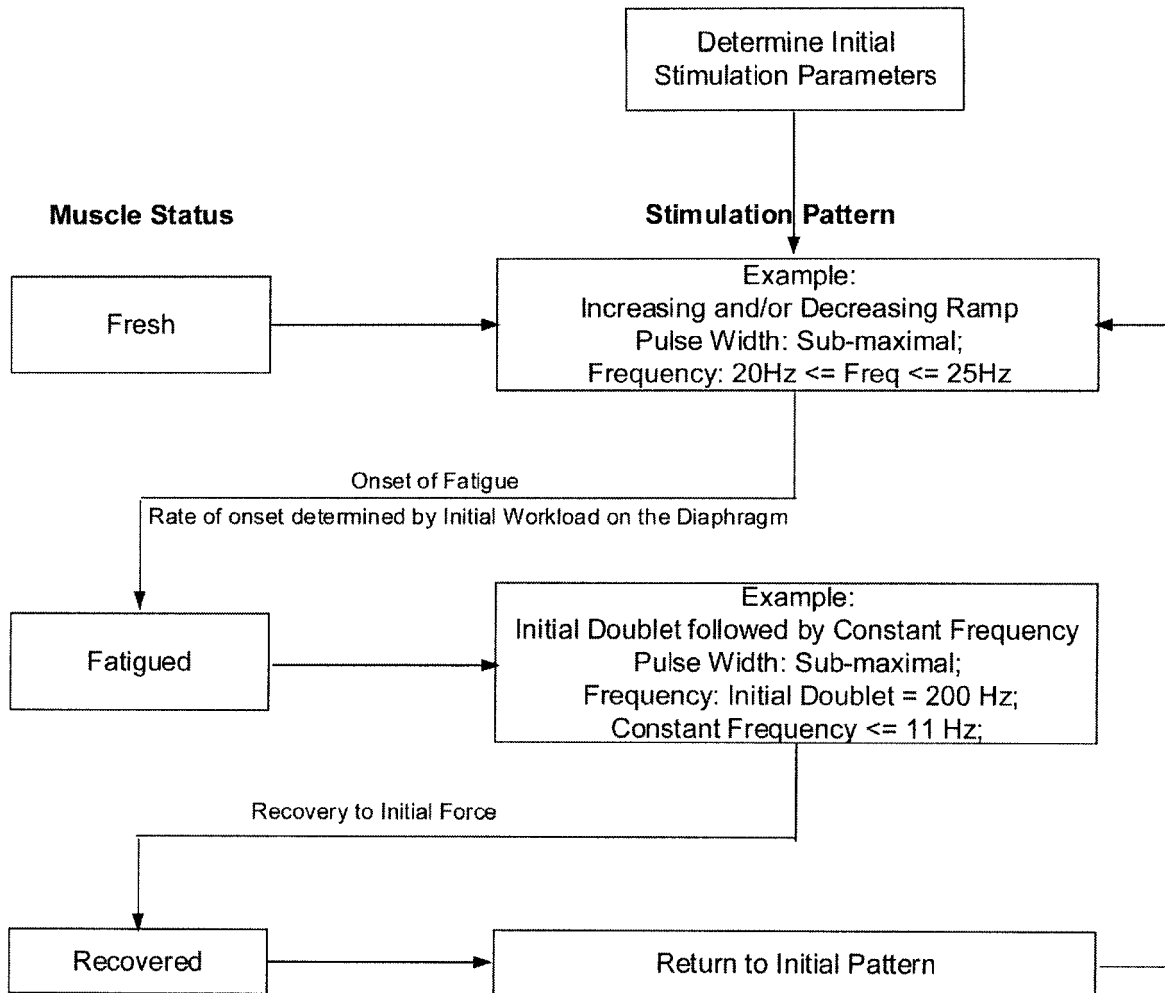 Determine Initial
Stimulation Parameters
Muscle Status
Stimulation Pattern
Fresh
Example:
Increasing and/or Decreasing Ramp
Pulse Width: Sub-maximal;
Frequency: 20Hz <= Freq <= 25Hz
Onset of Fatigue
Rate of onset determined by Initial Workload on the Diaphragm
Fatigued
Example:
Initial Doublet followed by Constant Frequency
Pulse Width: Sub-maximal;
Frequency: Initial Doublet = 200 Hz;
Constant Frequency <= 11 Hz;
Recovery to Initial Force
Recovered
Return to Initial Pattern